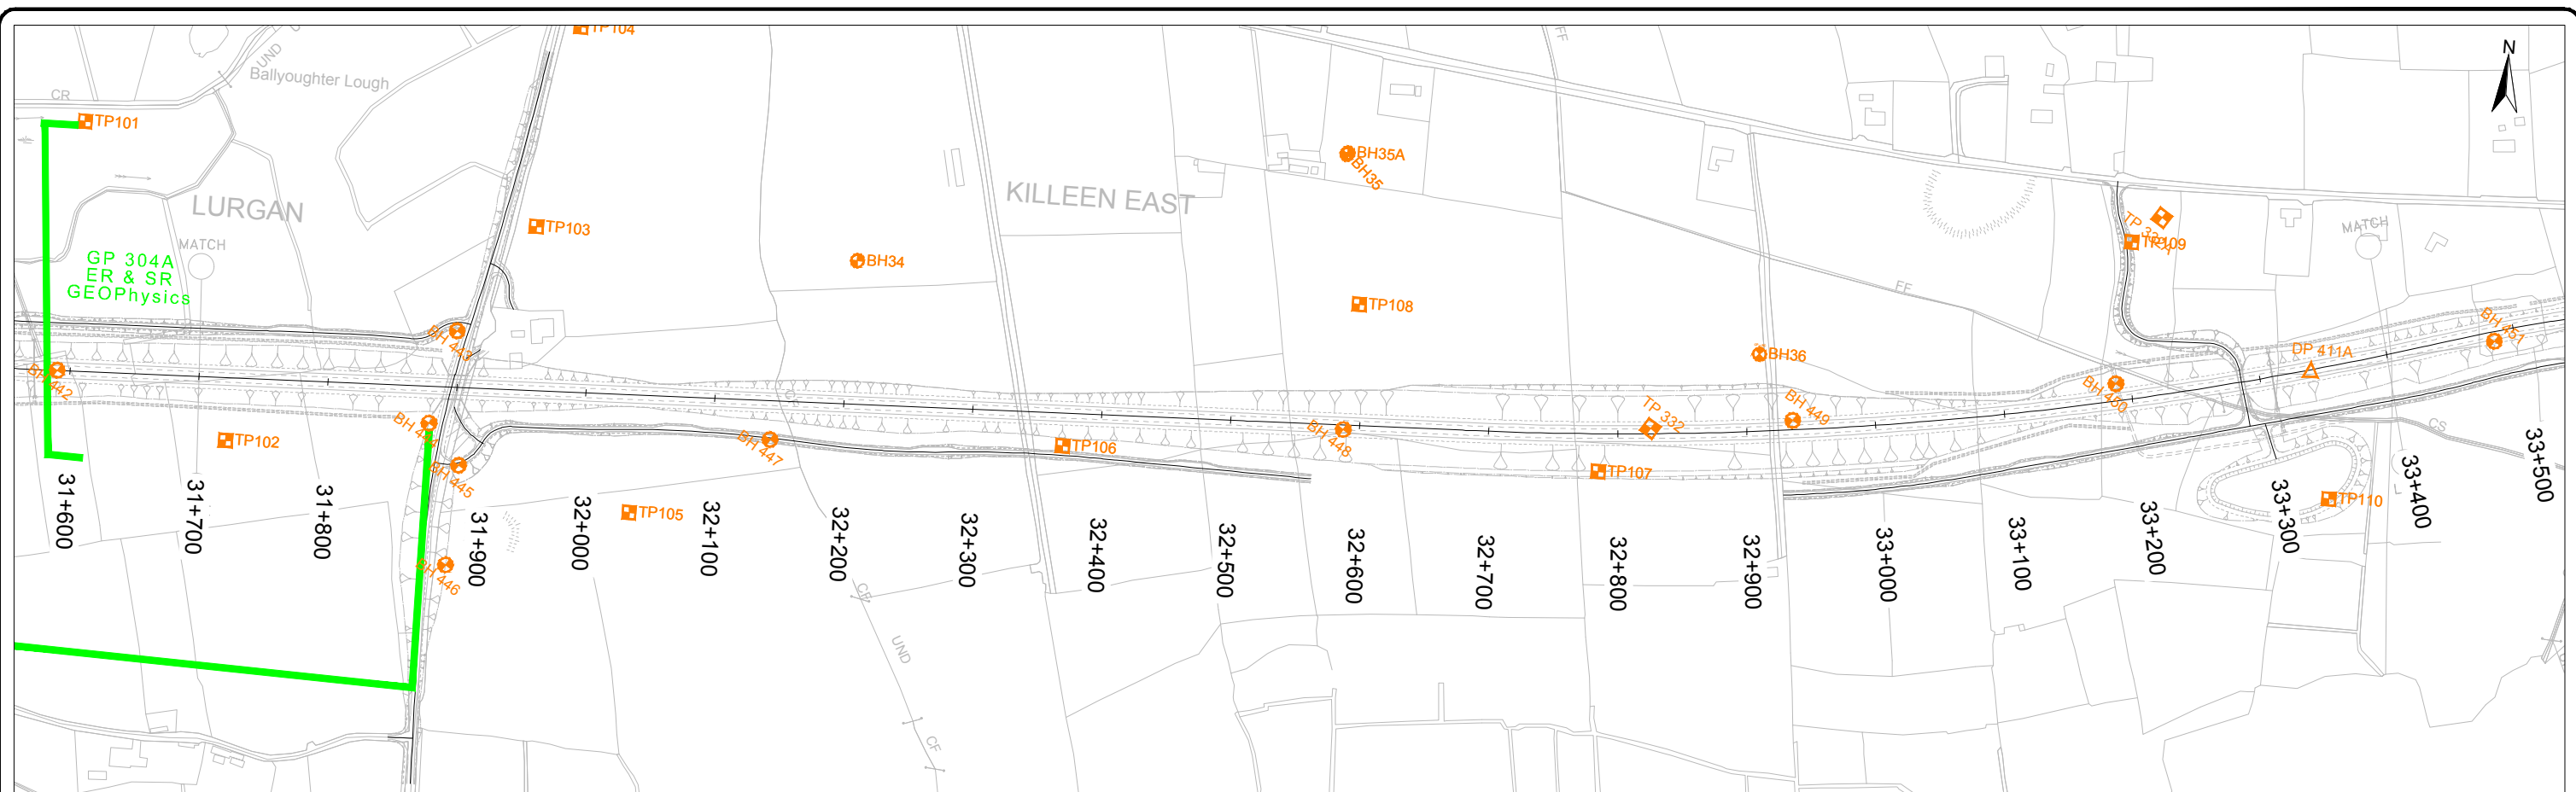 TP104
UND
Ballyoughter Lough
CR
TP101
FF
N
BH35A
BH35
KILLEEN EAST
LURGAN
TP103
MATCH
GP 304A
ER & SR
GEOPhysics
BH34
TP109
MATCH
FF
TP108
BH 443
BH 442
BH36
DP 411A
BH 451
BH 450
BH 449
TP 332
BH 448
BH 447
TP106
TP107
TP102
BH 445
TP105
BH 446
TP110
CS
31+600
31+700
31+800
31+900
32+000
32+100
32+200
32+300
32+400
32+500
32+600
32+700
32+800
32+900
33+000
33+100
33+200
33+300
33+400
33+500
CF
UND
CF